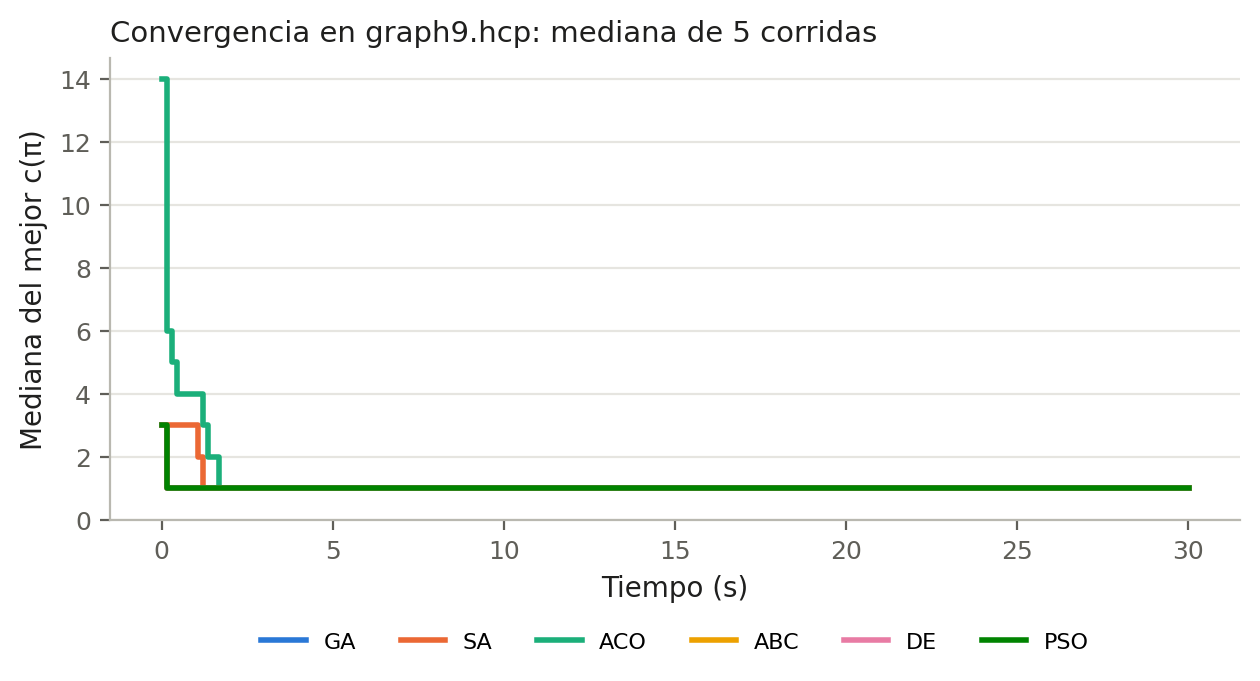 Convergencia en graph9.hcp: mediana de 5 corridas
Mediana del mejor c(π)
14
12
10
8
6
4
2
0
0 5 10 15 20 25 30
Tiempo (s)
GA SA ACO ABC DE PSO